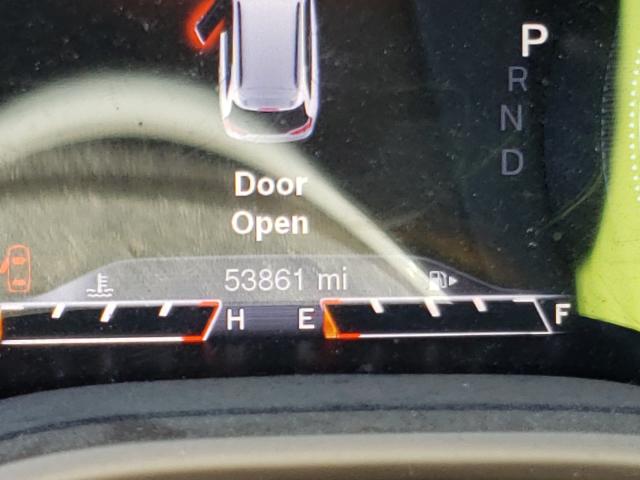 P
R
N
D
Door
Open
53861 mi
H E F